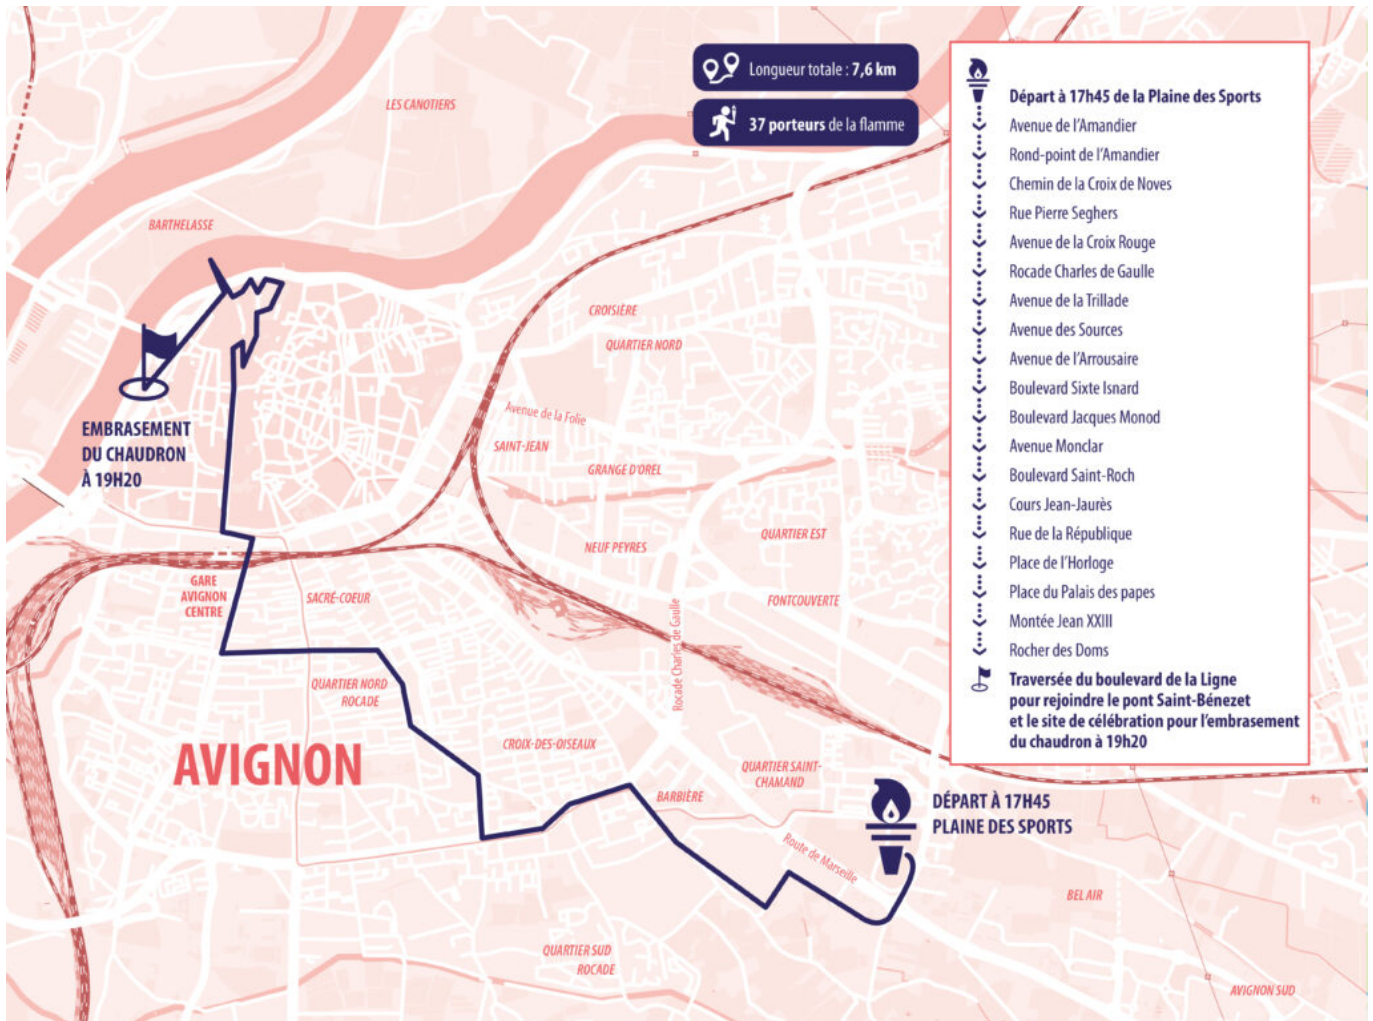 Longueur totale : 7,6 km
37 porteurs de la flamme
Départ à 17h45 de la Plaine des Sports
Avenue de l'Amandier
Rond-point de l'Amandier
Chemin de la Croix de Noves
Rue Pierre Seghers
Avenue de la Croix Rouge
Rocade Charles de Gaulle
Avenue de la Trillade
Avenue des Sources
Avenue de l'Arrousaire
Boulevard Sixte Isnard
Boulevard Jacques Monod
Avenue Monclar
Boulevard Saint-Roch
Cours Jean-Jaurès
Rue de la République
Place de l'Horloge
Place du Palais des papes
Montée Jean XXIII
Rocher des Doms
Traversée du boulevard de la Ligne
pour rejoindre le pont Saint-Bénezet
et le site de célébration pour l'embrasement
du chaudron à 19h20
LES CANOTIERS
BARTHELASSE
CROISIÈRE
QUARTIER NORD
Avenue de la Folie
SAINT-JEAN
GRANGE D'OREL
EMBRASEMENT
DU CHAUDRON
À 19H20
QUARTIER EST
NEUF PEYRES
GARE
AVIGNON
CENTRE
SACRÉ-COEUR
FONTCOUVERTE
Rocade Charles de Gaulle
QUARTIER NORD
ROCADE
CROIX-DES-OISEAUX
AVIGNON
QUARTIER SAINT-
CHAMAND
BARBIÈRE
DÉPART À 17H45
PLAINE DES SPORTS
Route de Marseille
BEL AIR
QUARTIER SUD
ROCADE
AVIGNON SUD